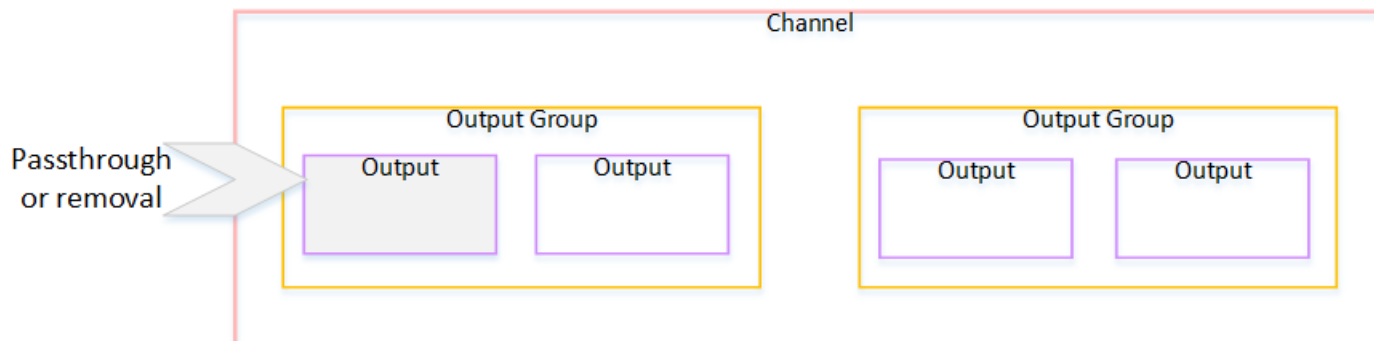 Channel
Output Group
Output Group
Passthrough
or removal
Output
Output
Output
Output